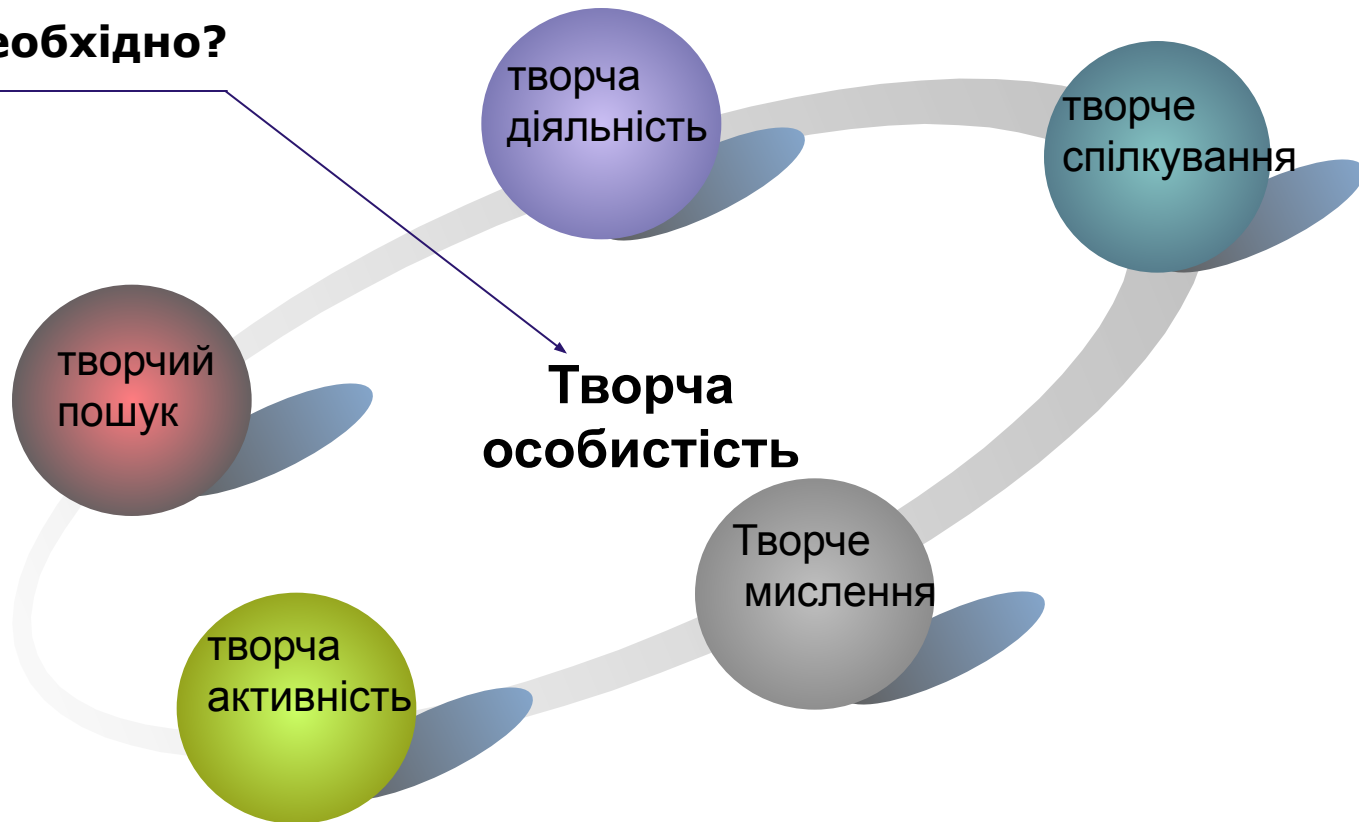 еобхідно?
творча
діяльність
творче
спілкування
творчий
пошук
Творча
особистість
Творче
мислення
творча
активність